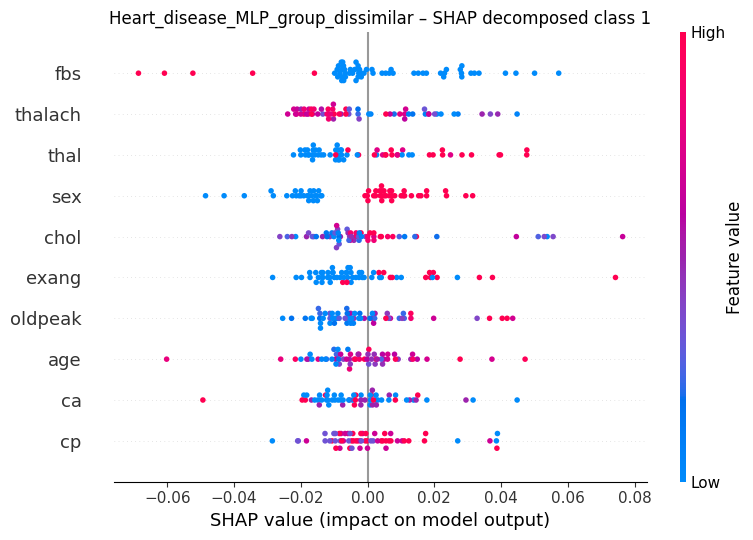 Heart_disease_MLP_group_dissimilar – SHAP decomposed class 1
High
fbs
thalach
thal
sex
chol
exang
oldpeak
age
ca
cp
Feature value
Low
−0.06 −0.04 −0.02 0.00 0.02 0.04 0.06 0.08
SHAP value (impact on model output)